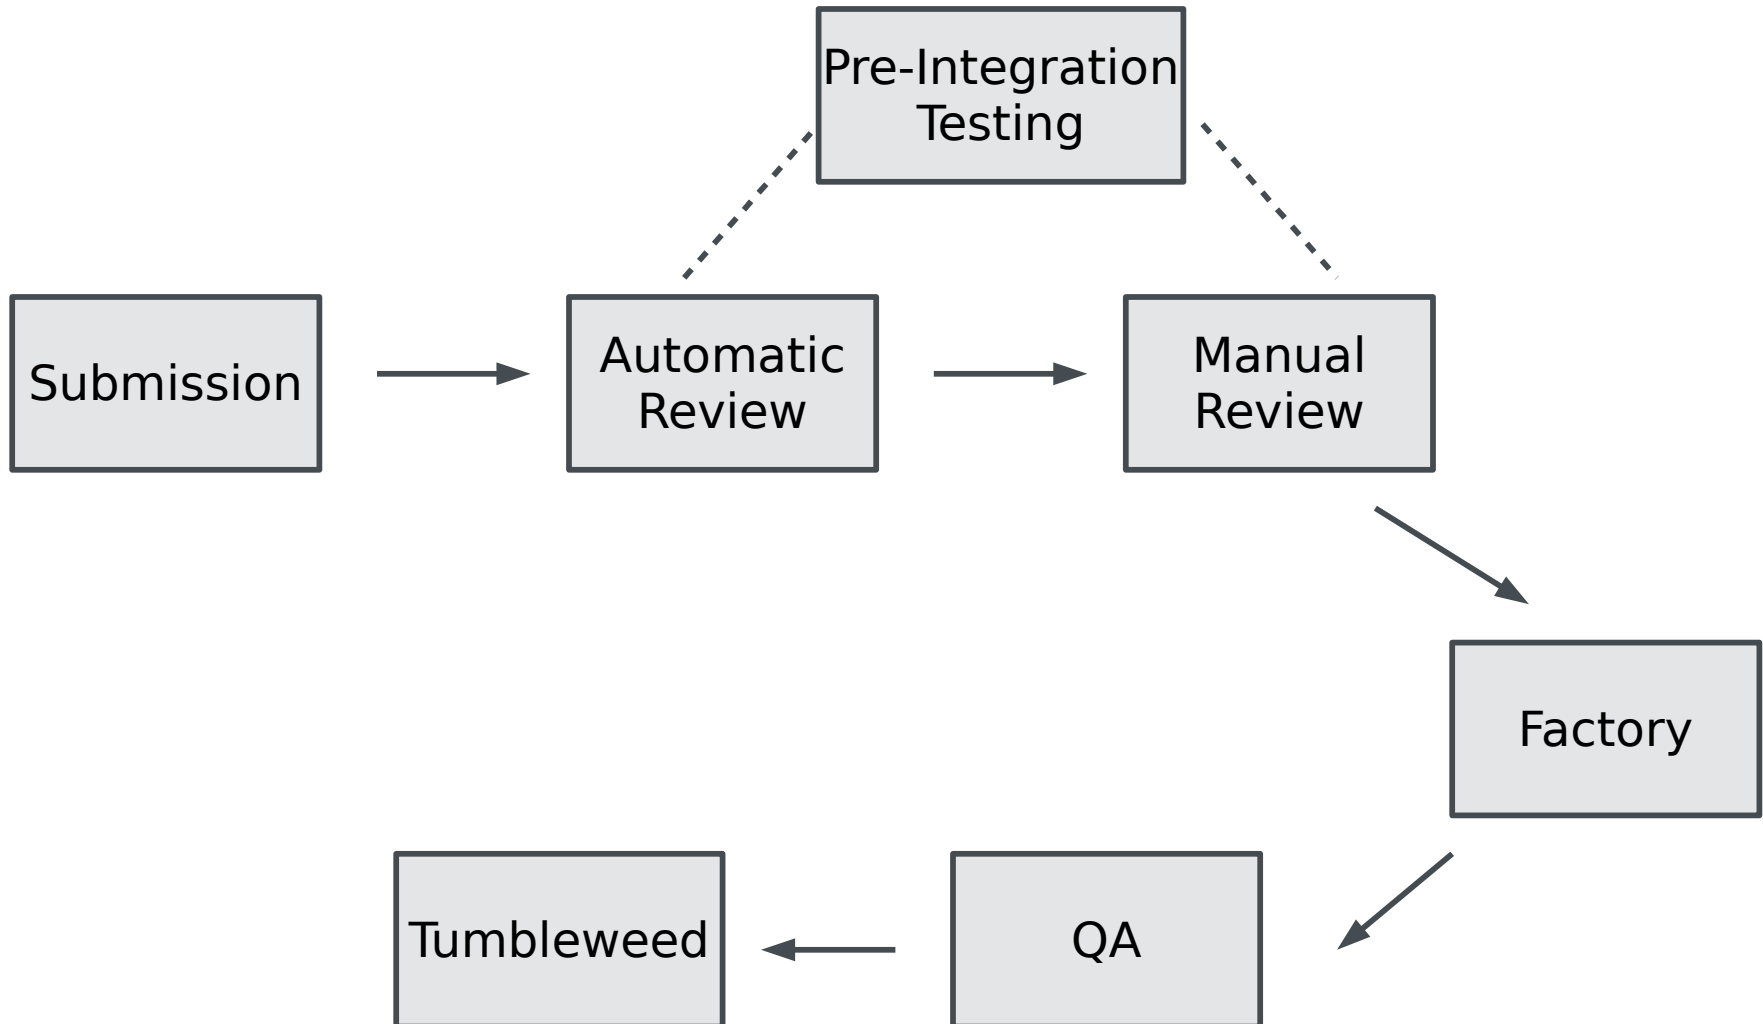 Pre-Integration
Testing
Submission
Automatic
Review
Manual
Review
Factory
QA
Tumbleweed